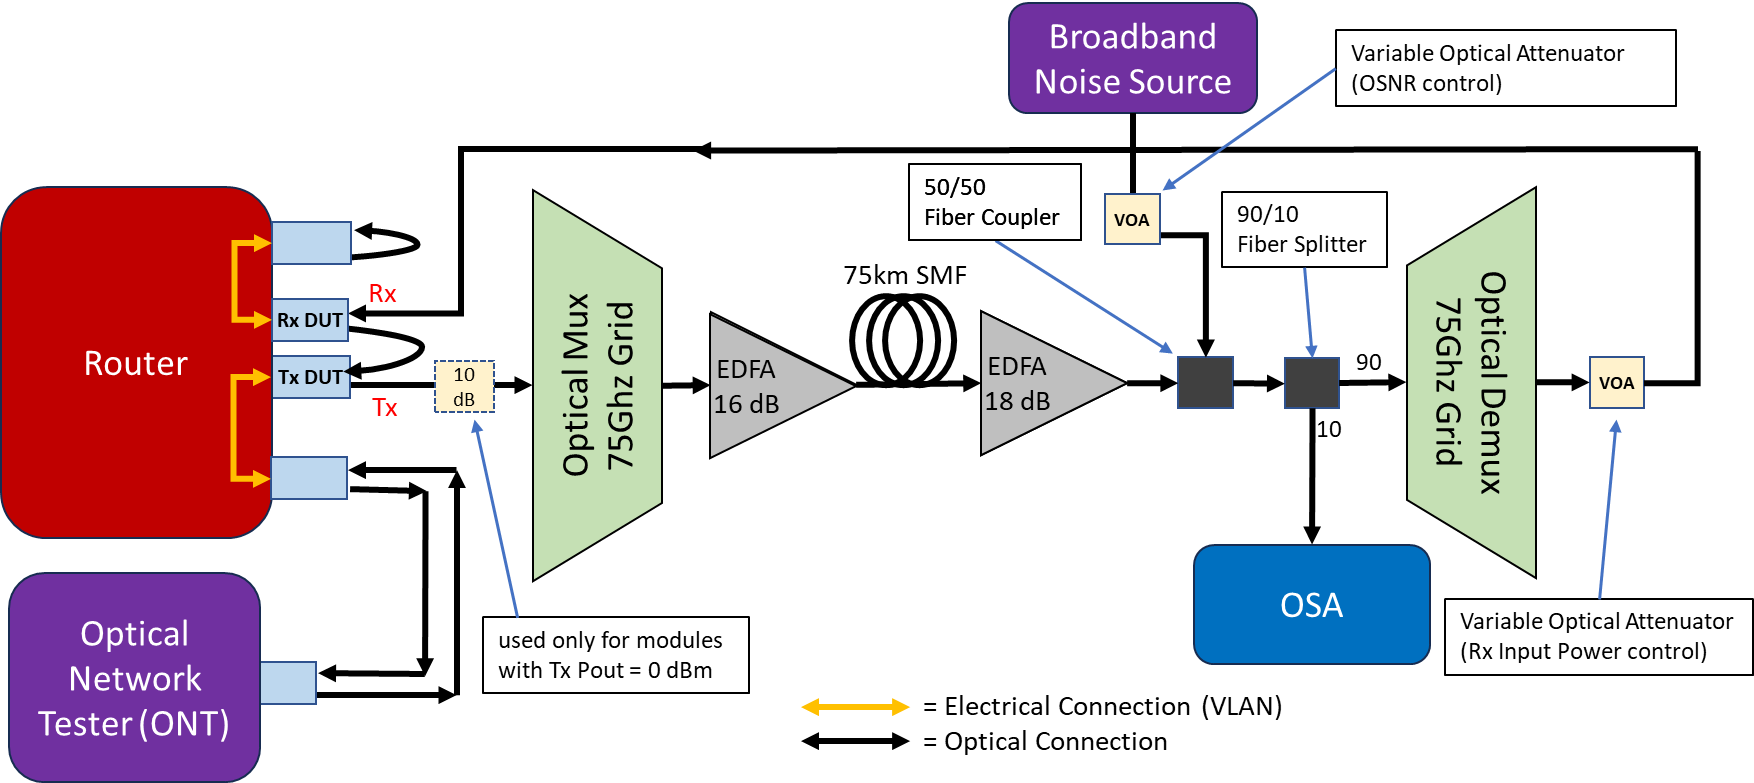 Broadband
Noise Source
Variable Optical Attenuator
(OSNR control)
50/50
Fiber Coupler
VOA
90/10
Fiber Splitter
Router
Rx
Rx DUT
Tx DUT
Tx
10
dB
Optical Mux
75Ghz Grid
EDFA
16 dB
75km SMF
EDFA
18 dB
90
10
Optical Demux
75Ghz Grid
VOA
OSA
Variable Optical Attenuator
(Rx Input Power control)
used only for modules
with Tx Pout = 0 dBm
Optical
Network
Tester (ONT)
= Electrical Connection (VLAN)
= Optical Connection